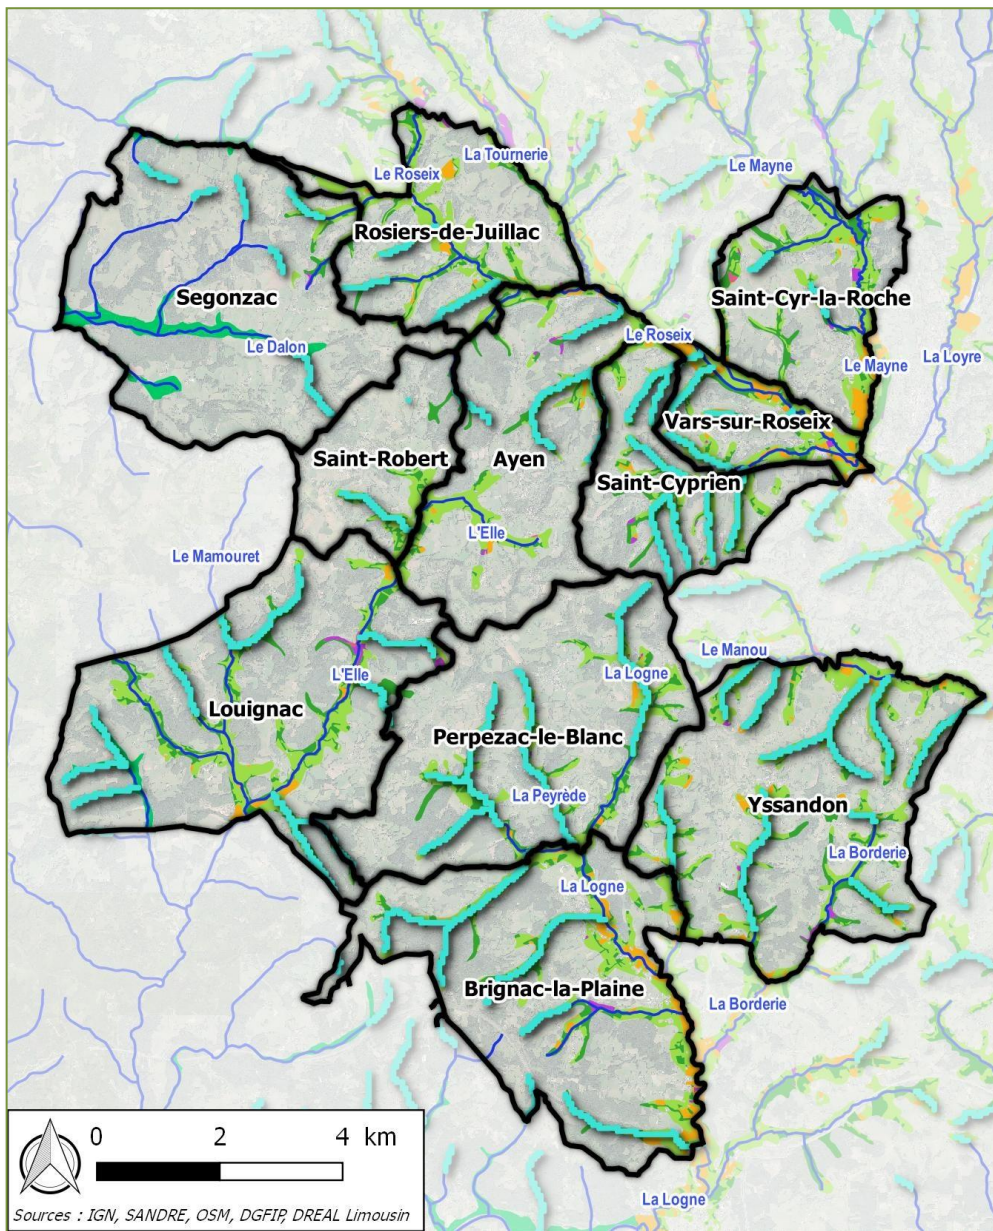 La Tournerie
Le Mayne
Le Roseix
Rosiers-de-Juillac
Segonzac
Saint-Cyr-la-Roche
Le Roseix
Le Dalon
La Loyre
Le Mayne
Vars-sur-Roseix
Saint-Robert
Ayen
Saint-Cyprien
L'Elle
Le Mamouret
Le Manou
La Logne
L'Elle
Louignac
Perpezac-le-Blanc
La Peyrède
Yssandon
La Borderie
La Logne
Brignac-la-Plaine
La Borderie
0 2 4 km
Sources : IGN, SANDRE, OSM, DGFIP, DREAL Limousin
La Logne